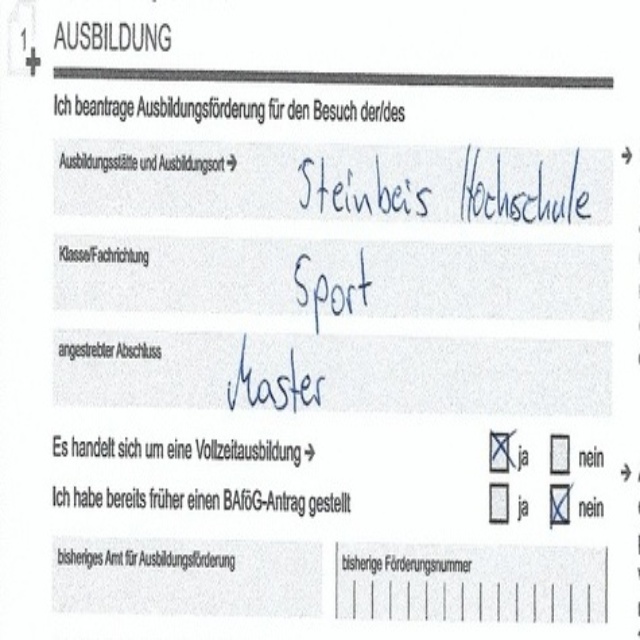 1
AUSBILDUNG
Ich beantrage Ausbildungsförderung für den Besuch der/des
Ausbildungsstätte und Ausbildungsort → Steinbeis Hochschule
Klasse/Fachrichtung Sport
angestrebter Abschluss Master
Es handelt sich um eine Vollzeitausbildung → ja nein
Ich habe bereits früher einen BAföG-Antrag gestellt ja nein
bisheriges Amt für Ausbildungsförderung bisherige Förderungsnummer